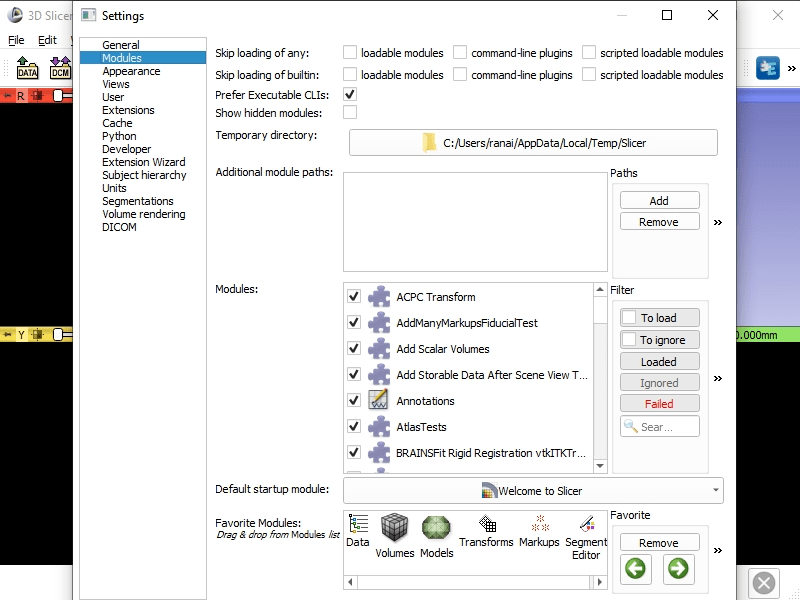 3D Slicer
Settings
File Edit
DATA DCM
R
Y
0.000mm
General
Modules
Appearance
Views
User
Extensions
Cache
Python
Developer
Extension Wizard
Subject hierarchy
Units
Segmentations
Volume rendering
DICOM
Skip loading of any: loadable modules command-line plugins scripted loadable modules
Skip loading of builtin: loadable modules command-line plugins scripted loadable modules
Prefer Executable CLIs:
Show hidden modules:
Temporary directory: C:/Users/ranai/AppData/Local/Temp/Slicer
Additional module paths:
Paths
Add
Remove
»
Modules:
ACPC Transform
AddManyMarkupsFiducialTest
Add Scalar Volumes
Add Storable Data After Scene View T...
Annotations
AtlasTests
BRAINSFit Rigid Registration vtkITKTr...
Filter
To load
To ignore
Loaded
Ignored
Failed
Sear...
»
Default startup module: Welcome to Slicer
Favorite Modules:
Drag & drop from Modules list
Data
Volumes
Models
Transforms
Markups
Segment
Editor
Favorite
Remove
»